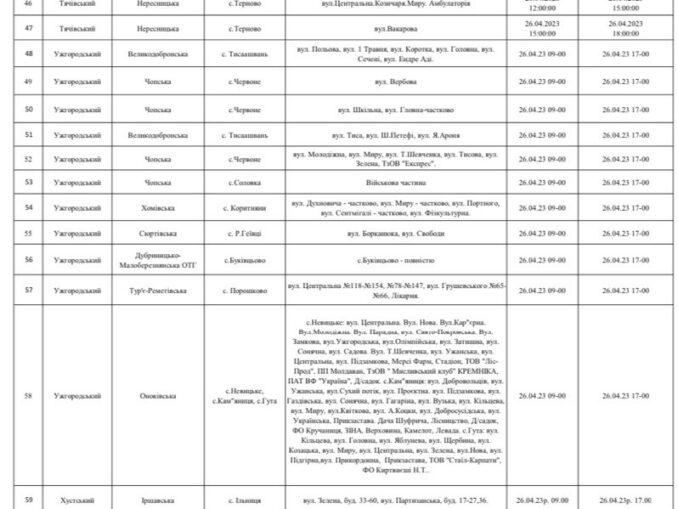 46 Тячівський Нересницька с.Терново вул.Центральна.Козичаря.Миру. Амбулаторія 12:00:00 15:00:00
47 Тячівський Нересницька с.Терново вул.Вакарова 26.04.2023 15:00:00 26.04.2023 18:00:00
48 Ужгородський Великодобронська с. Тисаашвань вул. Польова, вул. 1 Травня, вул. Коротка, вул. Головна, вул.
Сечені, вул. Ендре Аді. 26.04.23 09-00 26.04.23 17-00
49 Ужгородський Чопська с.Червоне вул. Вербова 26.04.23 09-00 26.04.23 17-00
50 Ужгородський Чопська с.Червоне вул. Шкільна, вул. Гловна-частково 26.04.23 09-00 26.04.23 17-00
51 Ужгородський Великодобронська с. Тисаашвань вул. Тиса, вул. Ш.Петефі, вул. Я.Ароня 26.04.23 09-00 26.04.23 17-00
52 Ужгородський Чопська с.Червоне вул. Молодіжна, вул. Миру, вул. Т.Шевченка, вул. Тисова, вул.
Зелена, ТзОВ "Експрес". 26.04.23 09-00 26.04.23 17-00
53 Ужгородський Чопська с.Соловка Військова частина 26.04.23 09-00 26.04.23 17-00
54 Ужгородський Хомівська с. Коритняни вул. Духновича - частково, вул. Миру - частково, вул. Портного,
вул. Сентмігалі - частково, вул. Фізкультурна. 26.04.23 09-00 26.04.23 17-00
55 Ужгородський Сюртівська с. Р.Геївці вул. Борканюка, вул. Свободи 26.04.23 09-00 26.04.23 17-00
56 Ужгородський Дубриницько-
Малоберезнянська ОТГ с.Буківцьово с.Буківцьово - повністю 26.04.23 09-00 26.04.23 17-00
57 Ужгородський Тур'є-Реметівська с. Порошково вул. Центральна №118-№154, №78-№147, вул. Грушевського №65-
№66, Лікарня. 26.04.23 09-00 26.04.23 17-00
58 Ужгородський Оноківська с.Невицьке,
с.Кам"яниця, с.Гута
с.Невицьке: вул. Центральна. Вул. Нова. Вул.Кар"єрна.
Вул.Молодіжна. Вул. Парадна, вул. Свято-Покровська. Вул.
Замкова, вул.Ужгородська, вул.Олімпійська, вул. Затишна, вул.
Сонячна, вул. Садова. Вул. Т.Шевченка, вул. Ужанська, вул.
Центральна, вул. Підзамкова, Мерсі Фарм, Стадіон, ТОВ "Ліс-
Прод", ПП Молдаван, ТзОВ " Мисливський клуб" КРЕМНІКА,
ПАТ ВФ "Україна", Д/садок. с.Кам"яниця: вул. Добровольців, вул.
Ужанська, вул.Сухий потік, вул. Проєктна. вул. Підзамкова, вул.
Газдівська, вул. Сонячна, вул. Гагаріна, вул. Вузька, вул. Кільцева,
вул. Миру, вул.Квіткова, вул. А.Коцки, вул. Добросусідська, вул.
Українська, Прикзастава. Дача Шуфрича, Лісництво, Д/садок,
ФО Кручаниця, ЗІНА, Верховина, Камелот, Левада. с.Гута: вул.
Кільцева, вул. Головна, вул. Яблунева, вул. Щербина, вул.
Козацька, вул. Миру, вул. Центральна, вул. Зелена, вул.Нова, вул.
Підгірна,вул. Прикордонна, Прикзастава, ТОВ "Стаїл-Карпати",
ФО Киртвеаші Н.Т..
26.04.23 09-00 26.04.23 17-00
59 Хустський Іршавська с. Ільниця вул. Зелена, буд. 33-60, вул. Партизанська, буд. 17-27,36. 26.04.23р. 09.00 26.04.23р. 17.00